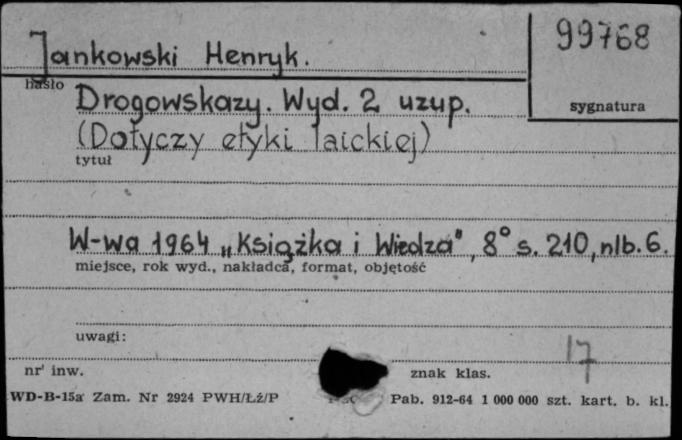 99768
Jankowski Henryk.
hasło
Drogowskazy. Wyd. 2 uzup.
sygnatura
(Dotyczy etyki laickiej)
tytuł
W-wa 1964 „Książka i Wiedza", 8° s. 210, nlb. 6.
miejsce, rok wyd., nakładca, format, objętość
uwagi:
17
nr inw.
znak klas.
WD-B-15a Zam. Nr 2924 PWH/Łź/P Pab. 912-64 1 000 000 szt. kart. b. kl.